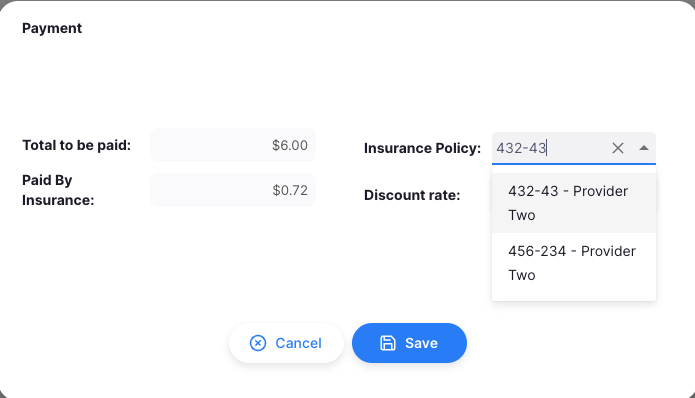 Payment
Total to be paid:
$6.00
Insurance Policy:
432-43
Paid By
Insurance:
$0.72
Discount rate:
432-43 - Provider
Two
456-234 - Provider
Two
Cancel
Save